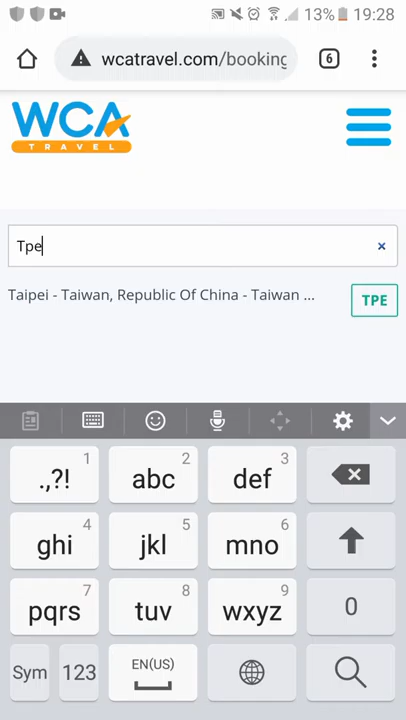 13% 19:28
wcatravel.com/booking
6
WCA
TRAVEL
Tpe
×
Taipei - Taiwan, Republic Of China - Taiwan ...
TPE
.,?! 1
abc 2
def 3
ghi 4
jkl 5
mno 6
pqrs 7
tuv 8
wxyz 9
0
Sym
123
EN(US)